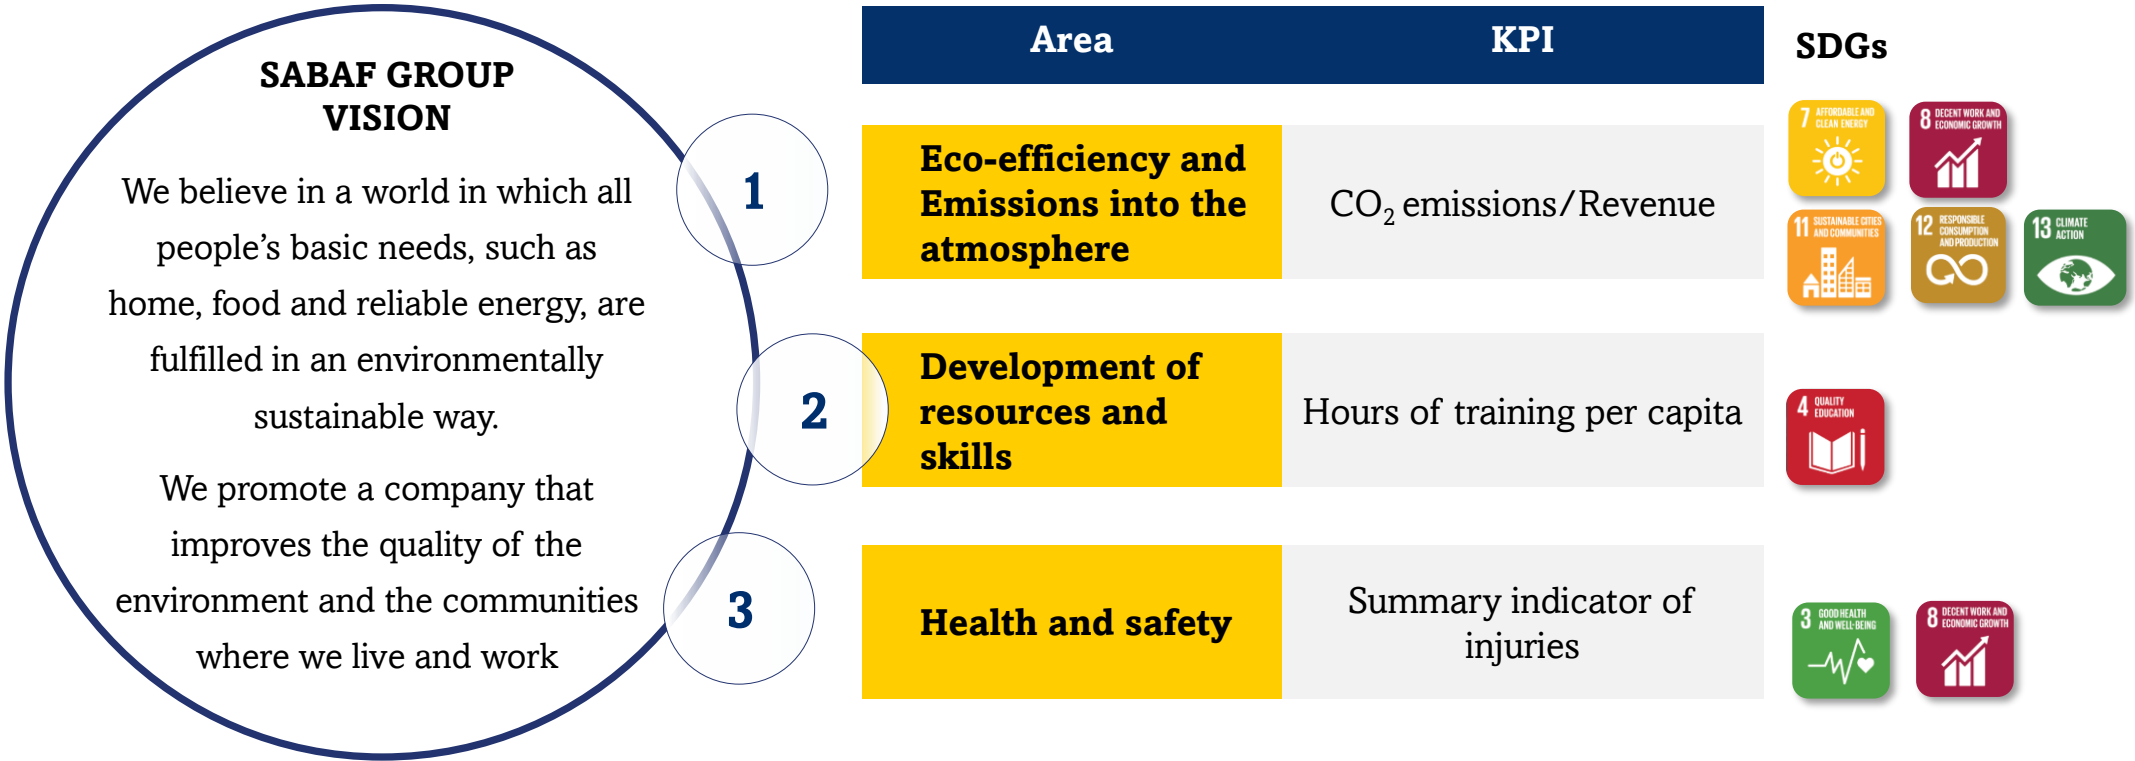 SABAF GROUP
VISION
We believe in a world in which all
people’s basic needs, such as
home, food and reliable energy, are
fulfilled in an environmentally
sustainable way.
We promote a company that
improves the quality of the
environment and the communities
where we live and work
Area
KPI
SDGs
1
Eco-efficiency and
Emissions into the
atmosphere
CO₂ emissions/Revenue
7 AFFORDABLE AND
CLEAN ENERGY
8 DECENT WORK AND
ECONOMIC GROWTH
11 SUSTAINABLE CITIES
AND COMMUNITIES
12 RESPONSIBLE
CONSUMPTION
AND PRODUCTION
13 CLIMATE
ACTION
2
Development of
resources and
skills
Hours of training per capita
4 QUALITY
EDUCATION
3
Health and safety
Summary indicator of
injuries
3 GOOD HEALTH
AND WELL-BEING
8 DECENT WORK AND
ECONOMIC GROWTH